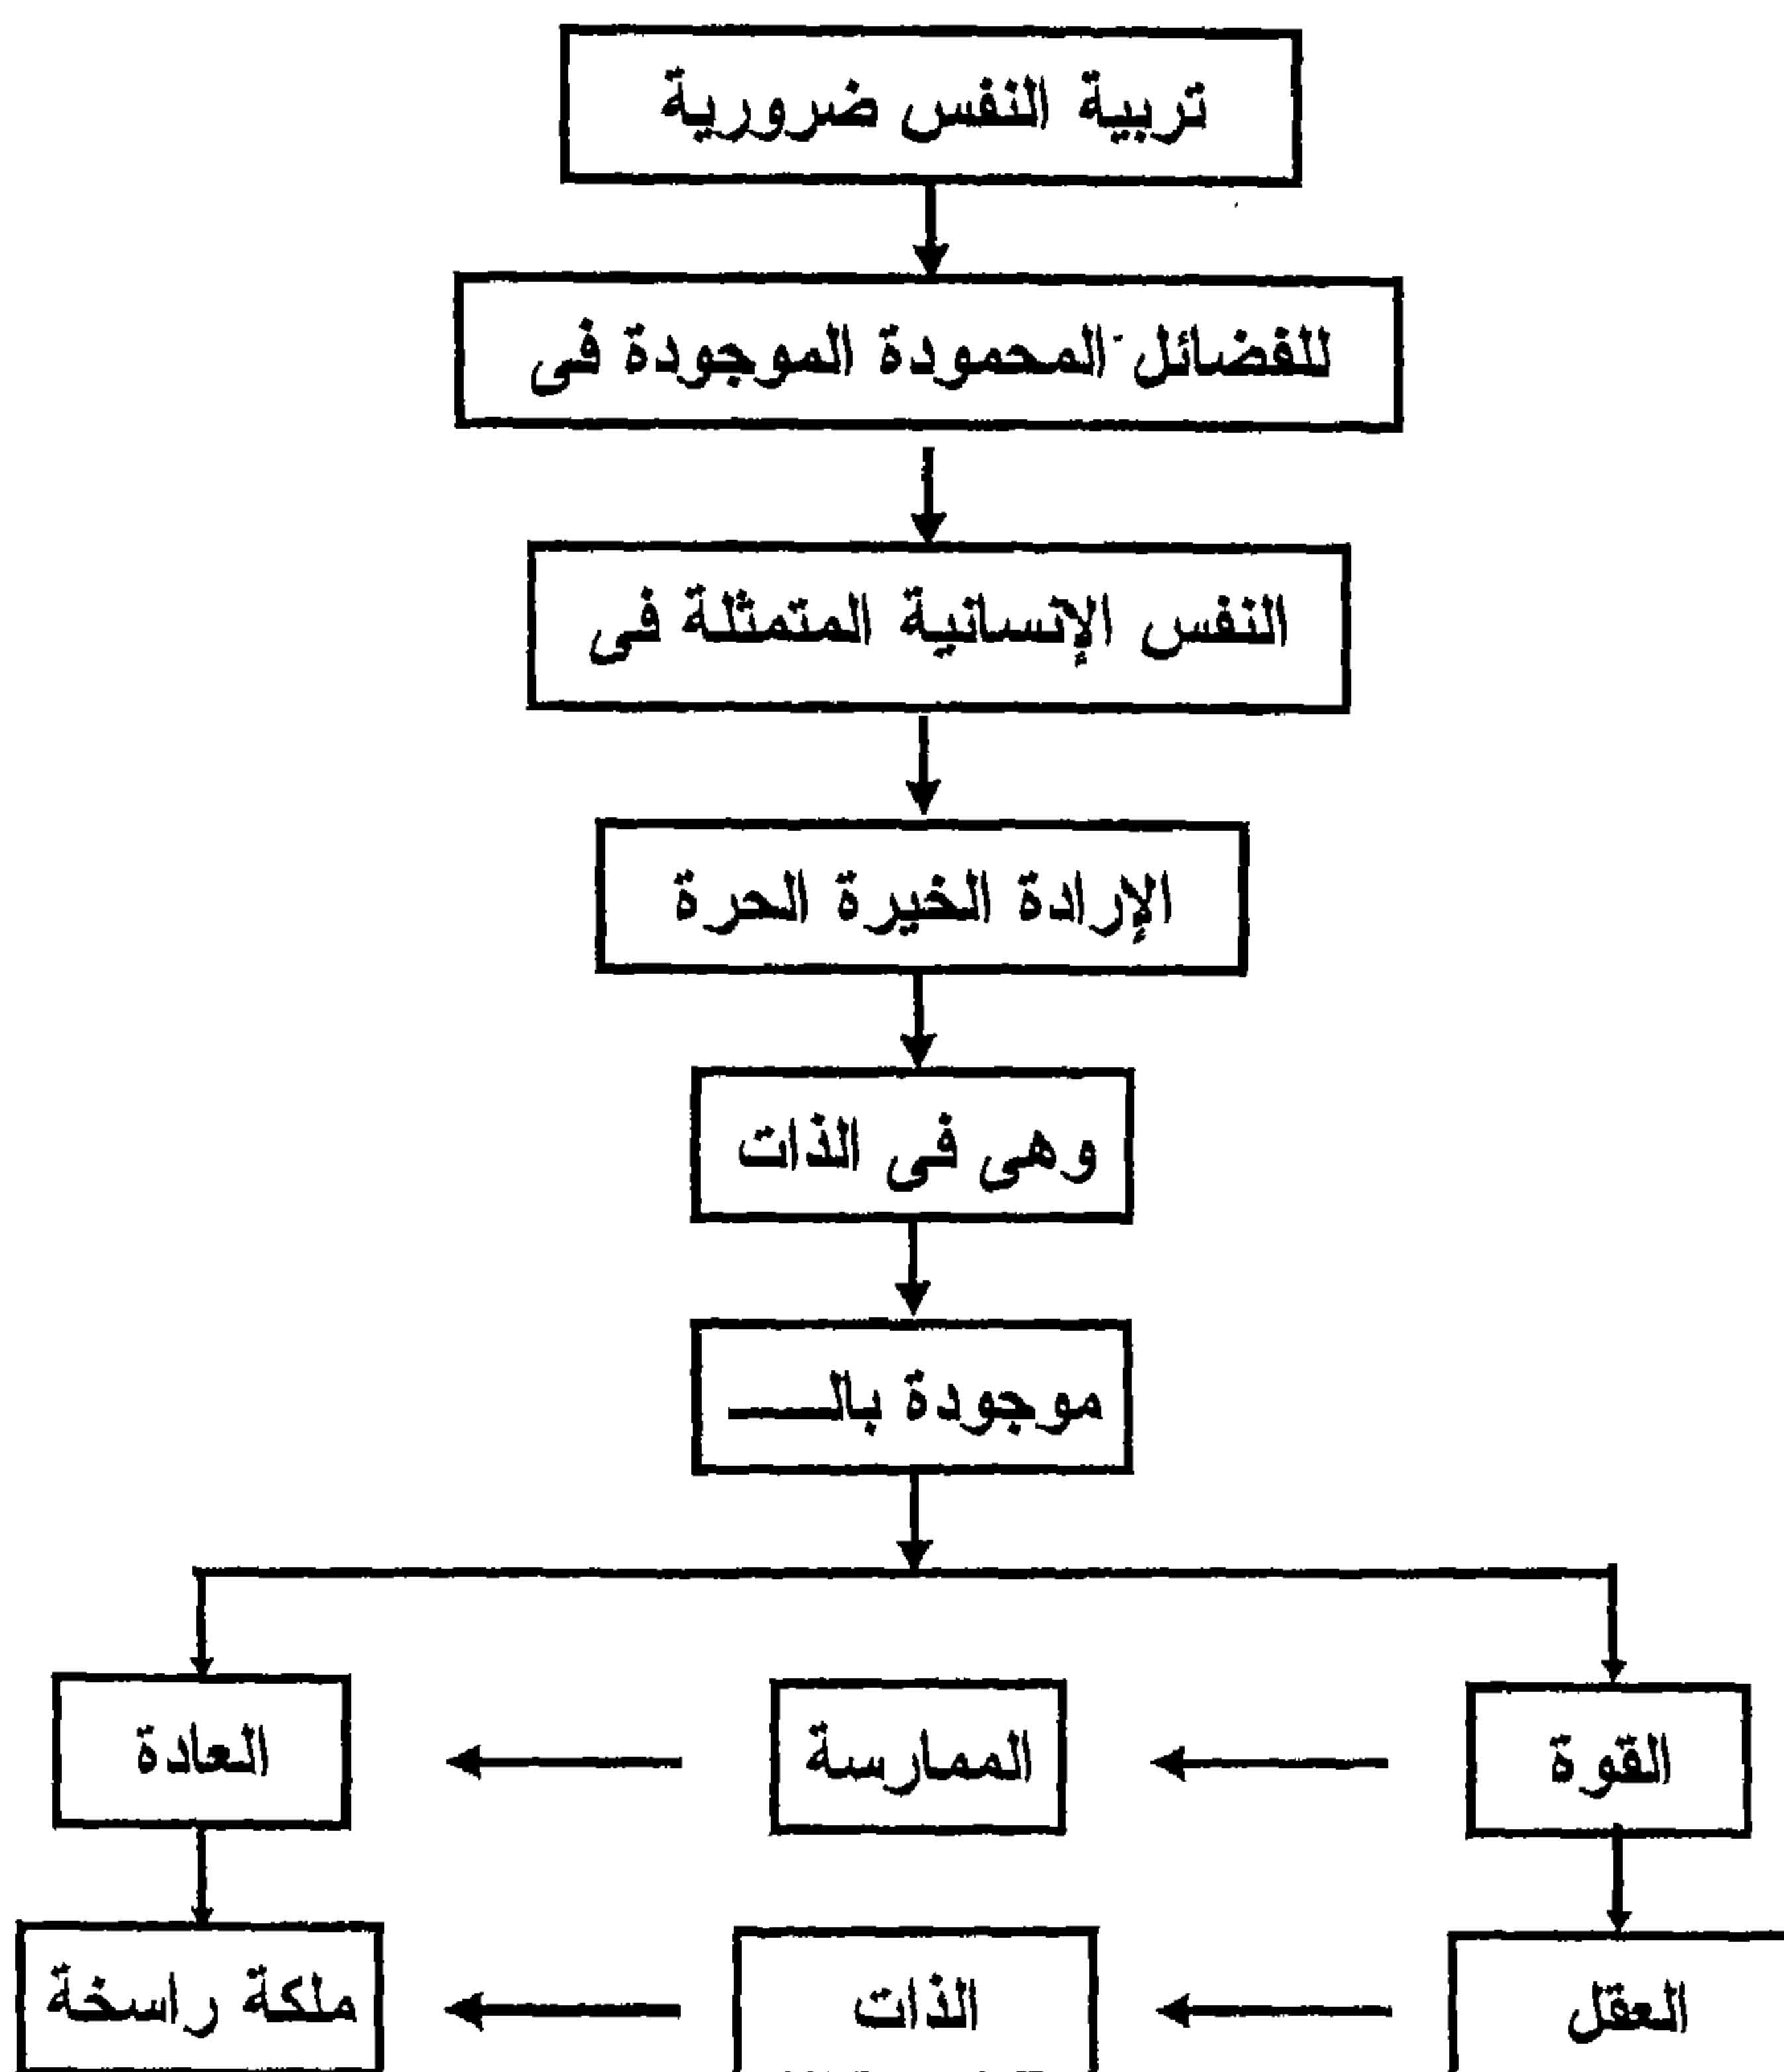 تربية النفس ضرورية
للفضائل المحمودة الموجودة فى
النفس الإنسانية المتمثلة فى
الإرادة الخيرة الحرة
وهى فى الذات
موجودة بالــــ
القوة
الممارسة
العادة
العقل
الذات
ملكة راسخة